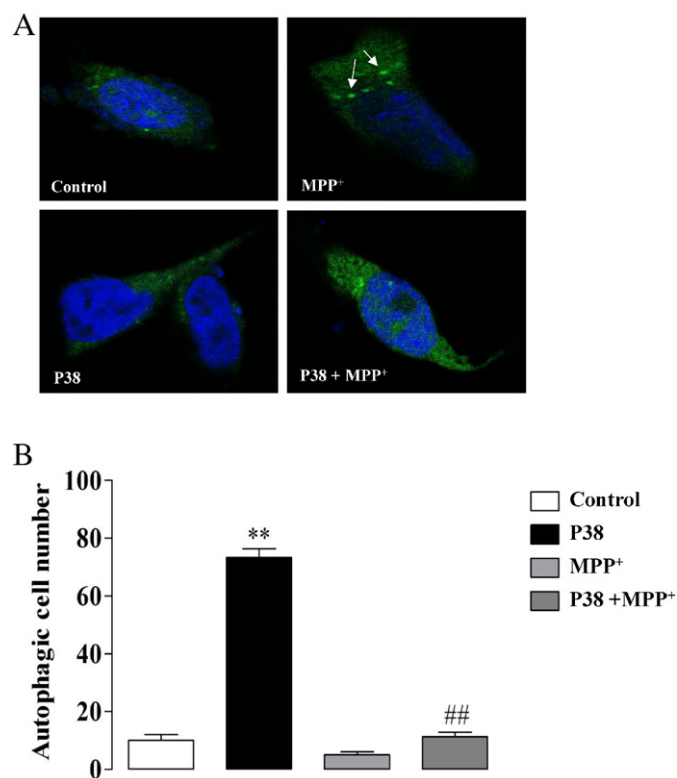 A
Control
MPP⁺
P38
P38 + MPP⁺
B
Autophagic cell number
100
80
60
40
20
0
**
##
Control
P38
MPP⁺
P38 +MPP⁺